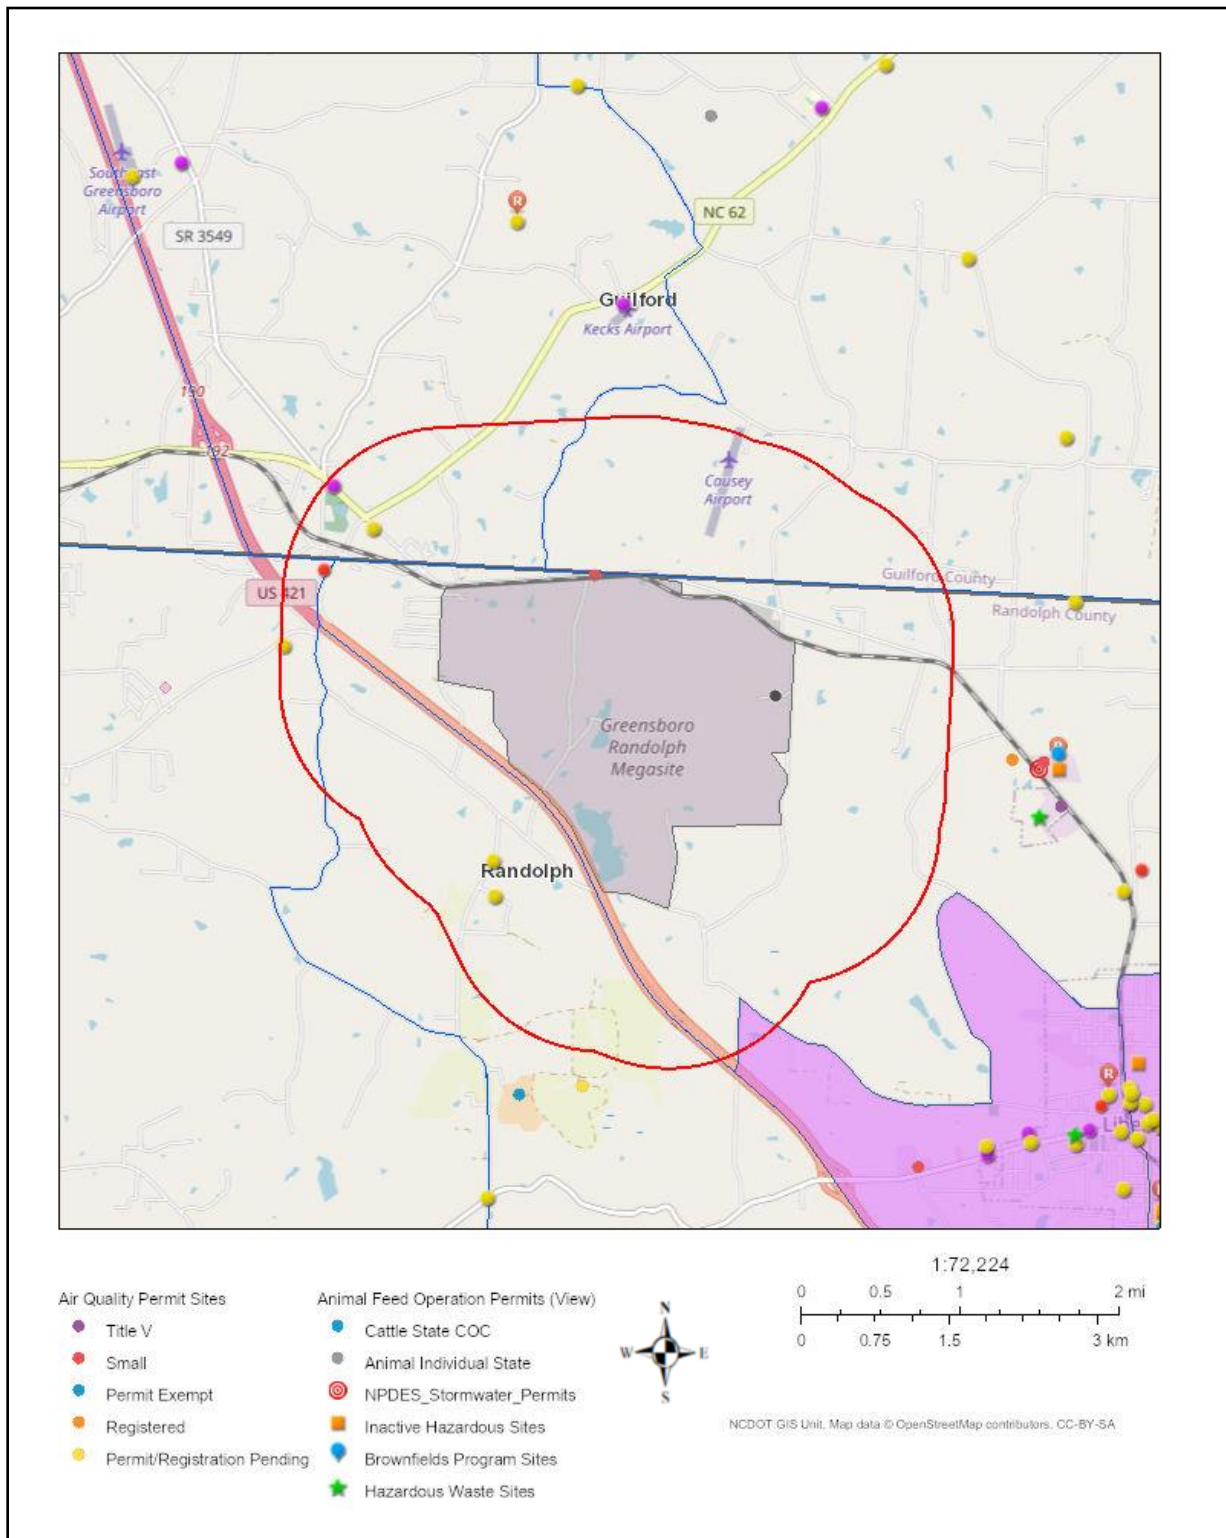 Southeast
Greensboro
Airport
SR 3549
R
NC 62
Guilford
Kecks Airport
192
Causey
Airport
Guilford County
Randolph County
US 421
Greensboro
Randolph
Megasite
Randolph
R
1:72,224
0 0.5 1 2 mi
0 0.75 1.5 3 km
Air Quality Permit Sites
Title V
Small
Permit Exempt
Registered
Permit/Registration Pending
Animal Feed Operation Permits (View)
Cattle State COC
Animal Individual State
NPDES_Stormwater_Permits
Inactive Hazardous Sites
Brownfields Program Sites
Hazardous Waste Sites
N
W E
S
NCDOT GIS Unit, Map data © OpenStreetMap contributors, CC-BY-SA